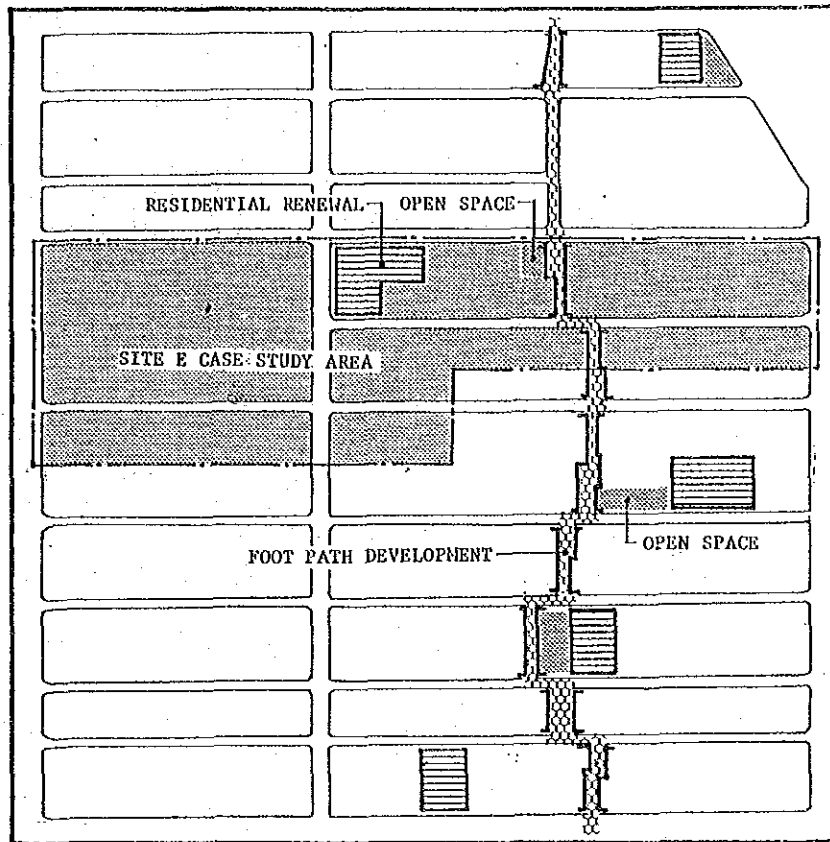 RESIDENTIAL RENEWAL OPEN SPACE
SITE E CASE STUDY AREA
OPEN SPACE
FOOT PATH DEVELOPMENT